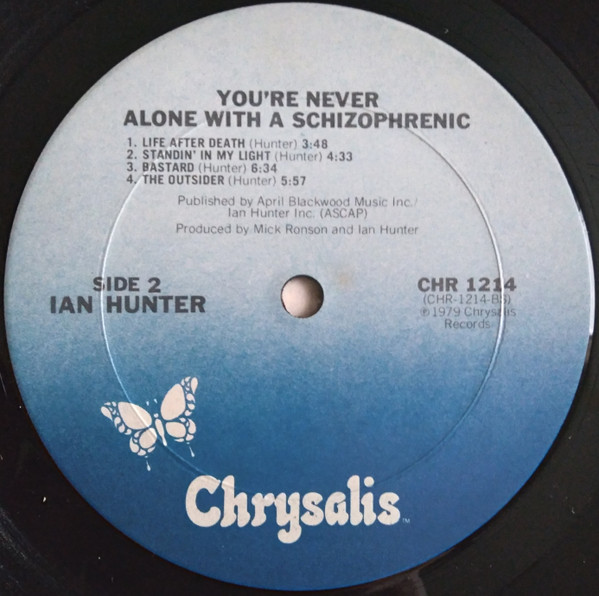 YOU'RE NEVER
ALONE WITH A SCHIZOPHRENIC
1. LIFE AFTER DEATH (Hunter) 3:48
2. STANDIN' IN MY LIGHT (Hunter) 4:33
3. BASTARD (Hunter) 6:34
4. THE OUTSIDER (Hunter) 5:57
Published by April Blackwood Music Inc./
Ian Hunter Inc. (ASCAP)
Produced by Mick Ronson and Ian Hunter
SIDE 2
IAN HUNTER
CHR 1214
(CHR-1214-BS)
℗1979 Chrysalis
Records
Chrysalis™